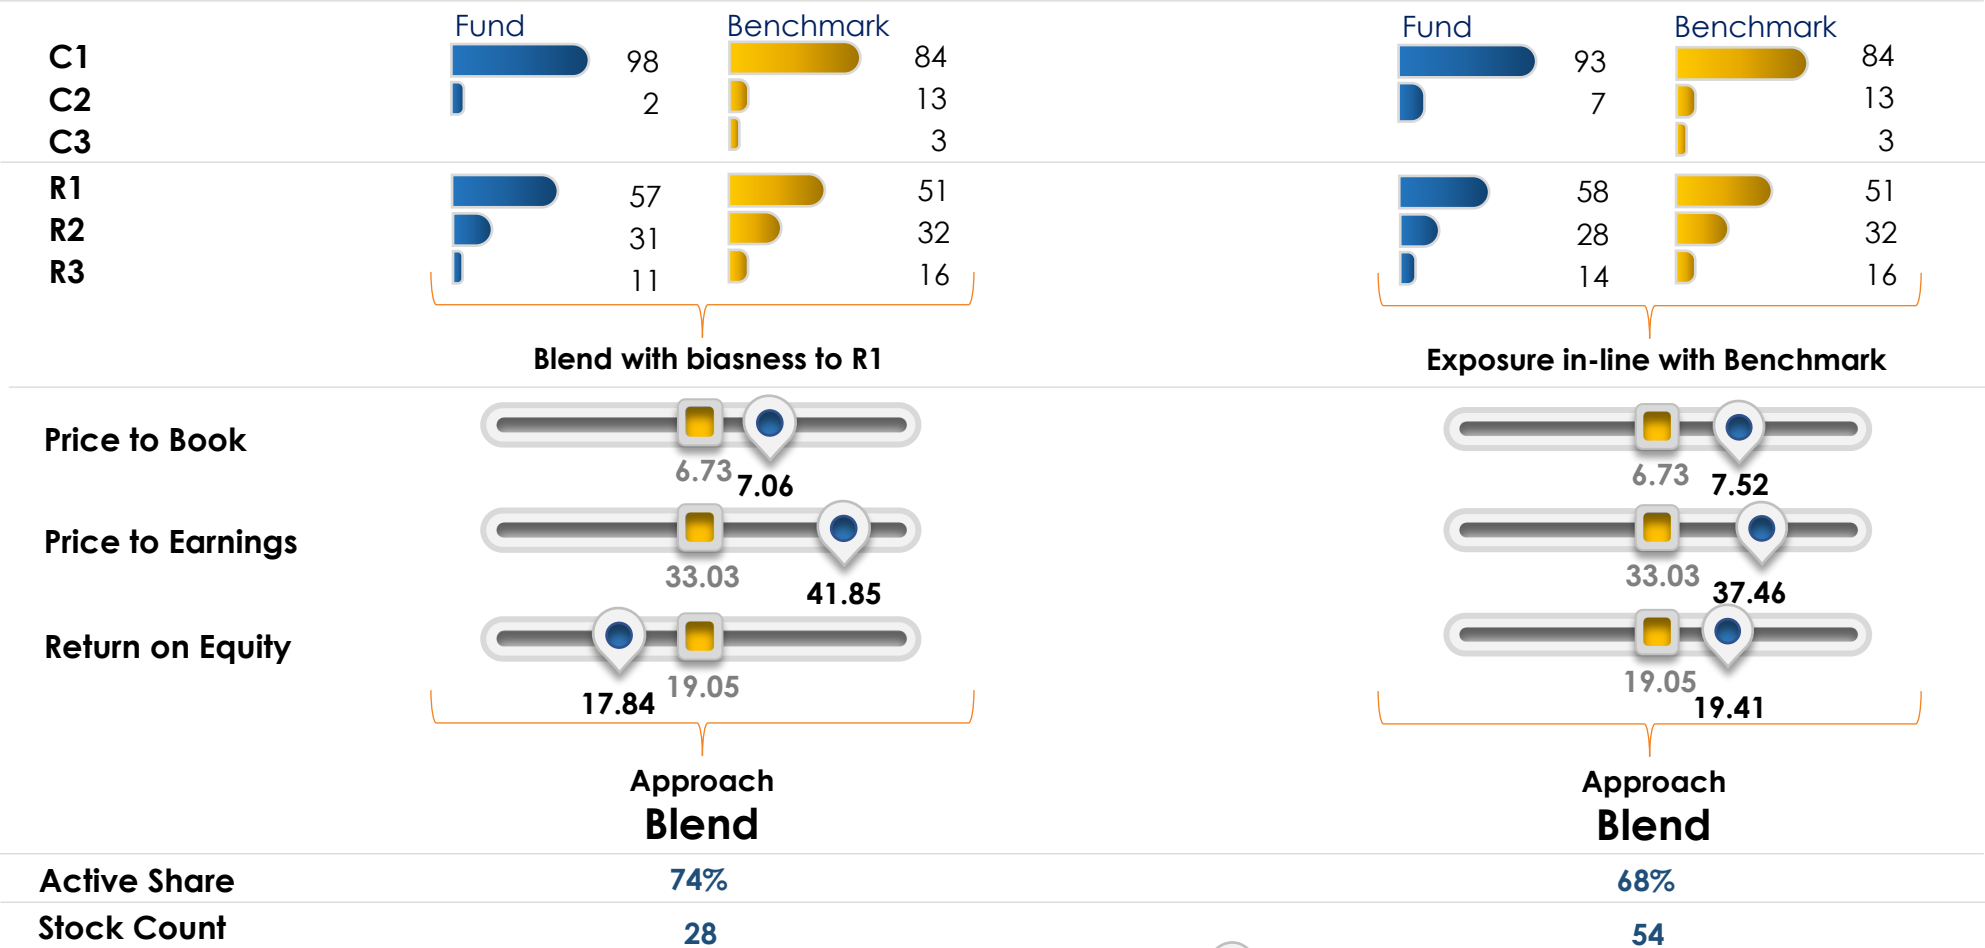 Fund Benchmark Fund Benchmark
C1 98 84 93 84
C2 2 13 7 13
C3 3 3
R1 57 51 58 51
R2 31 32 28 32
R3 11 16 14 16
Blend with biasness to R1 Exposure in-line with Benchmark
Price to Book 6.73 7.06 6.73 7.52
Price to Earnings 33.03 41.85 33.03 37.46
Return on Equity 17.84 19.05 19.05 19.41
Approach Approach
Blend Blend
Active Share 74% 68%
Stock Count 28 54